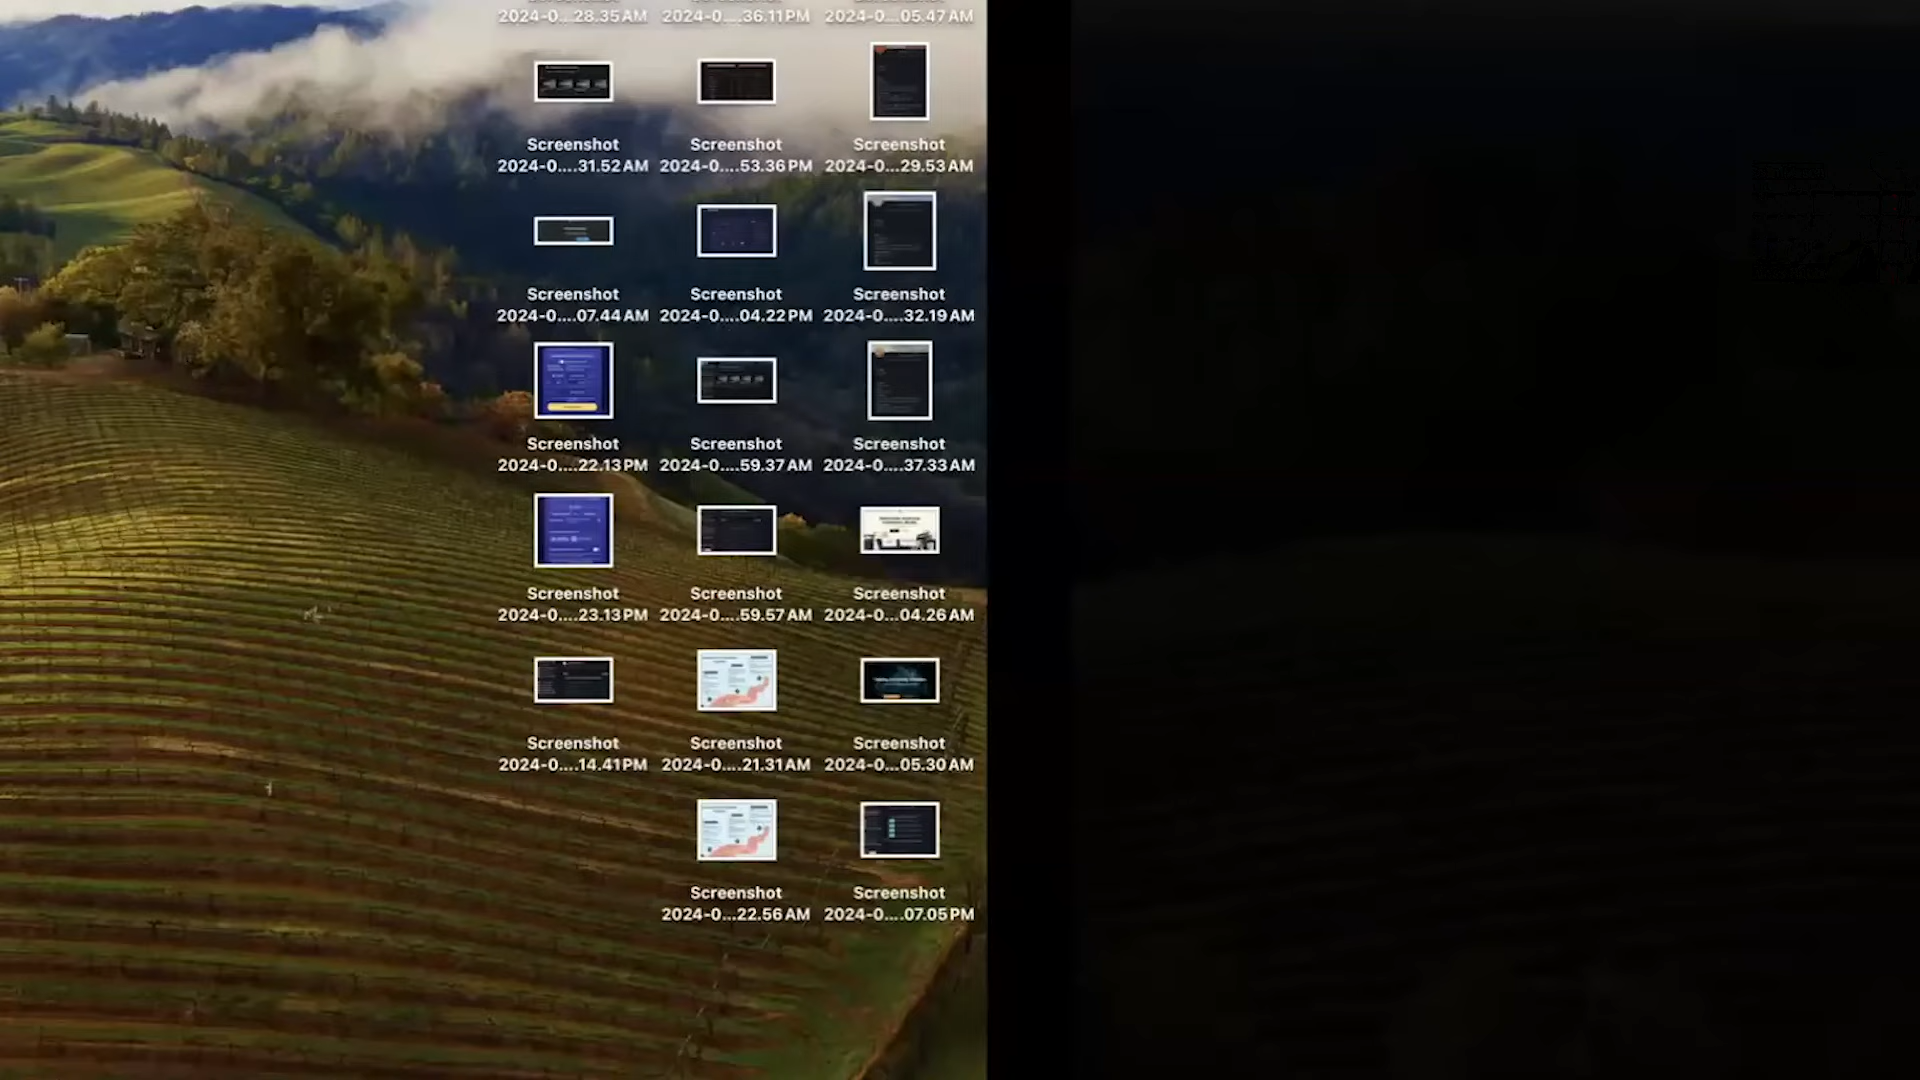 2024-0...28.35 AM 2024-0....36.11 PM 2024-0...05.47 AM
Screenshot Screenshot Screenshot
2024-0....31.52 AM 2024-0....53.36 PM 2024-0...29.53 AM
Screenshot Screenshot Screenshot
2024-0....07.44 AM 2024-0....04.22 PM 2024-0....32.19 AM
Screenshot Screenshot Screenshot
2024-0....22.13 PM 2024-0....59.37 AM 2024-0....37.33 AM
Screenshot Screenshot Screenshot
2024-0....23.13 PM 2024-0....59.57 AM 2024-0....04.26 AM
Screenshot Screenshot Screenshot
2024-0....14.41 PM 2024-0....21.31 AM 2024-0...05.30 AM
Screenshot Screenshot
2024-0...22.56 AM 2024-0....07.05 PM